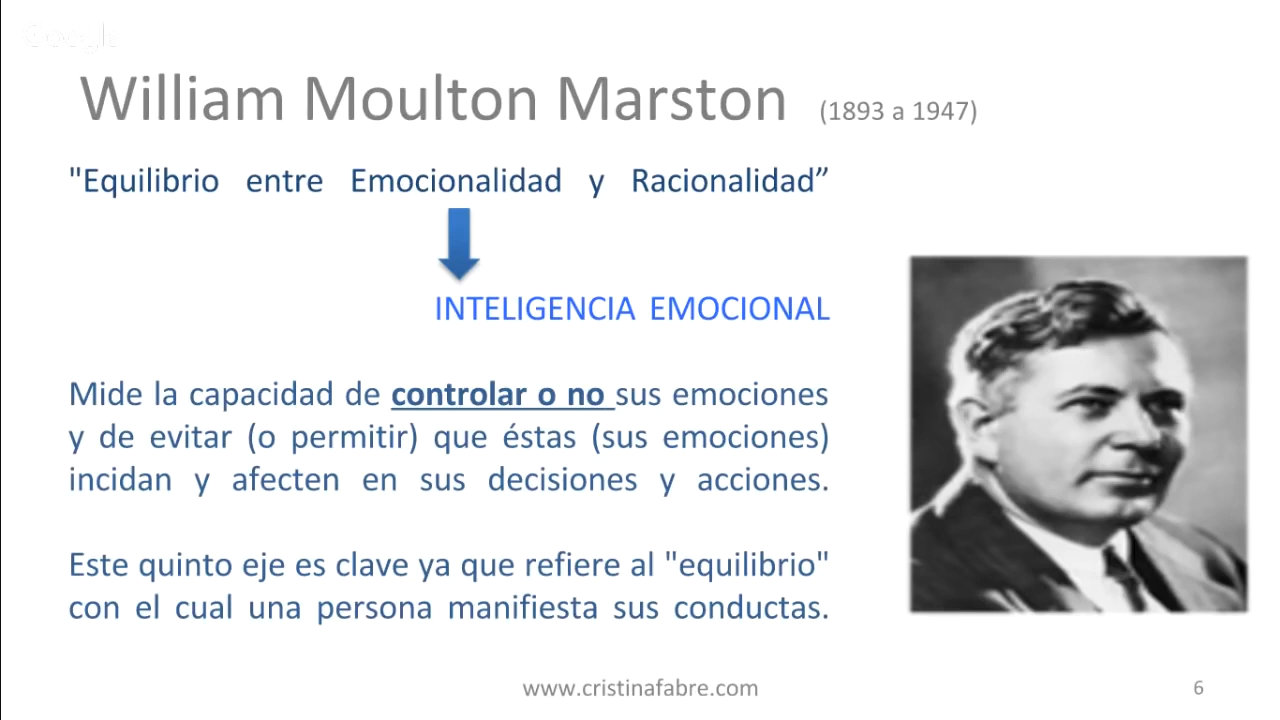 Google
William Moulton Marston (1893 a 1947)
"Equilibrio entre Emocionalidad y Racionalidad”
INTELIGENCIA EMOCIONAL
Mide la capacidad de controlar o no sus emociones
y de evitar (o permitir) que éstas (sus emociones)
incidan y afecten en sus decisiones y acciones.
Este quinto eje es clave ya que refiere al "equilibrio"
con el cual una persona manifiesta sus conductas.
www.cristinafabre.com
6